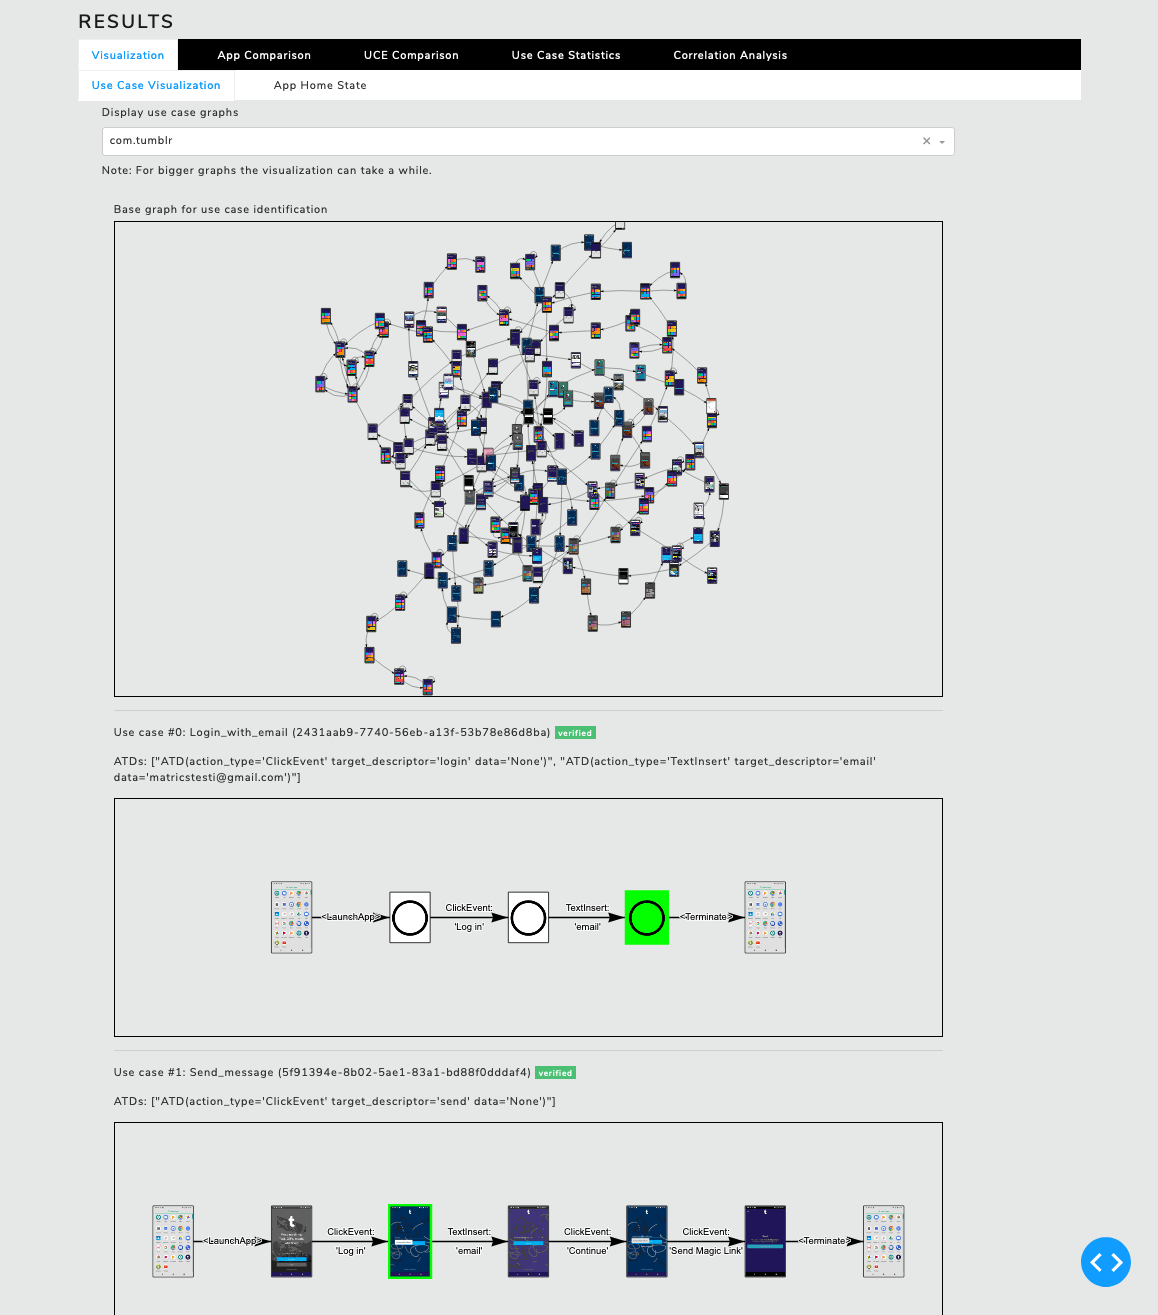 RESULTS
Visualization App Comparison UCE Comparison Use Case Statistics Correlation Analysis
Use Case Visualization App Home State
Display use case graphs
com.tumblr
Note: For bigger graphs the visualization can take a while.
Base graph for use case identification
Use case #0: Login_with_email (2431aab9-7740-56eb-a13f-53b78e86d8ba) verified
ATDs: ["ATD(action_type='ClickEvent' target_descriptor='login' data='None')", "ATD(action_type='TextInsert' target_descriptor='email'
data='matricstesti@gmail.com')"]
<LaunchApp> ClickEvent: 'Log in' TextInsert: 'email' <Terminate>
Use case #1: Send_message (5f91394e-8b02-5ae1-83a1-bd88f0dddaf4) verified
ATDs: ["ATD(action_type='ClickEvent' target_descriptor='send' data='None')"]
<LaunchApp> ClickEvent: 'Log in' TextInsert: 'email' ClickEvent: 'Continue' ClickEvent: 'Send Magic Link' <Terminate>